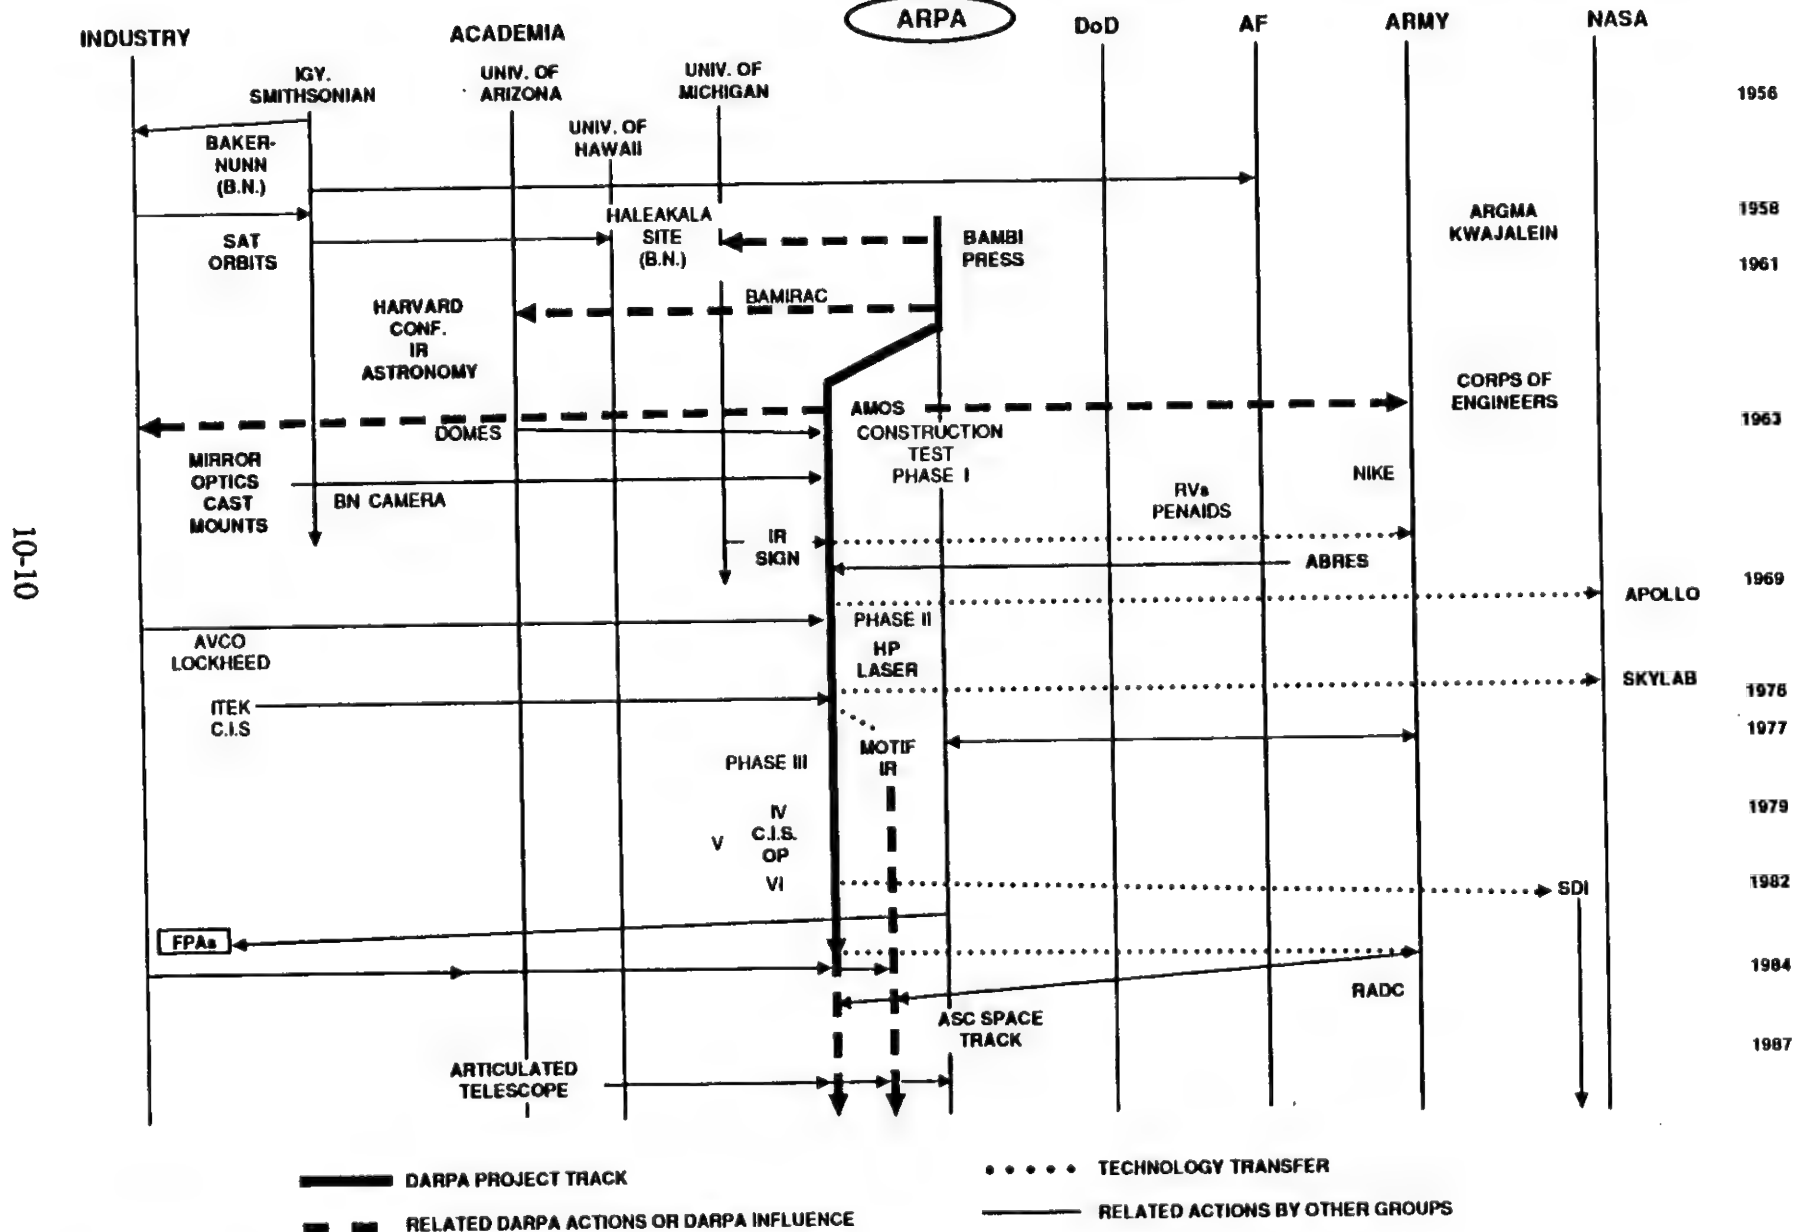 ARPA
INDUSTRY
ACADEMIA
DoD
AF
ARMY
NASA
IGY.
SMITHSONIAN
UNIV. OF
ARIZONA
UNIV. OF
MICHIGAN
1956
UNIV. OF
HAWAII
BAKER-
NUNN
(B.N.)
HALEAKALA
SITE
(B.N.)
1958
ARGMA
KWAJALEIN
SAT
ORBITS
BAMBI
PRESS
1961
BAMIRAC
HARVARD
CONF.
IR
ASTRONOMY
CORPS OF
ENGINEERS
AMOS
1963
DOMES
CONSTRUCTION
TEST
PHASE I
MIRROR
OPTICS
CAST
MOUNTS
BN CAMERA
NIKE
RVs
PENAIDS
10-10
IR
SIGN
ABRES
1969
APOLLO
PHASE II
AVCO
LOCKHEED
HP
LASER
SKYLAB
1976
ITEK
C.I.S
1977
MOTIF
IR
PHASE III
1979
IV
C.I.S.
OP
V
VI
1982
SDI
FPAs
1984
RADC
ASC SPACE
TRACK
1987
ARTICULATED
TELESCOPE
DARPA PROJECT TRACK
TECHNOLOGY TRANSFER
RELATED DARPA ACTIONS OR DARPA INFLUENCE
RELATED ACTIONS BY OTHER GROUPS